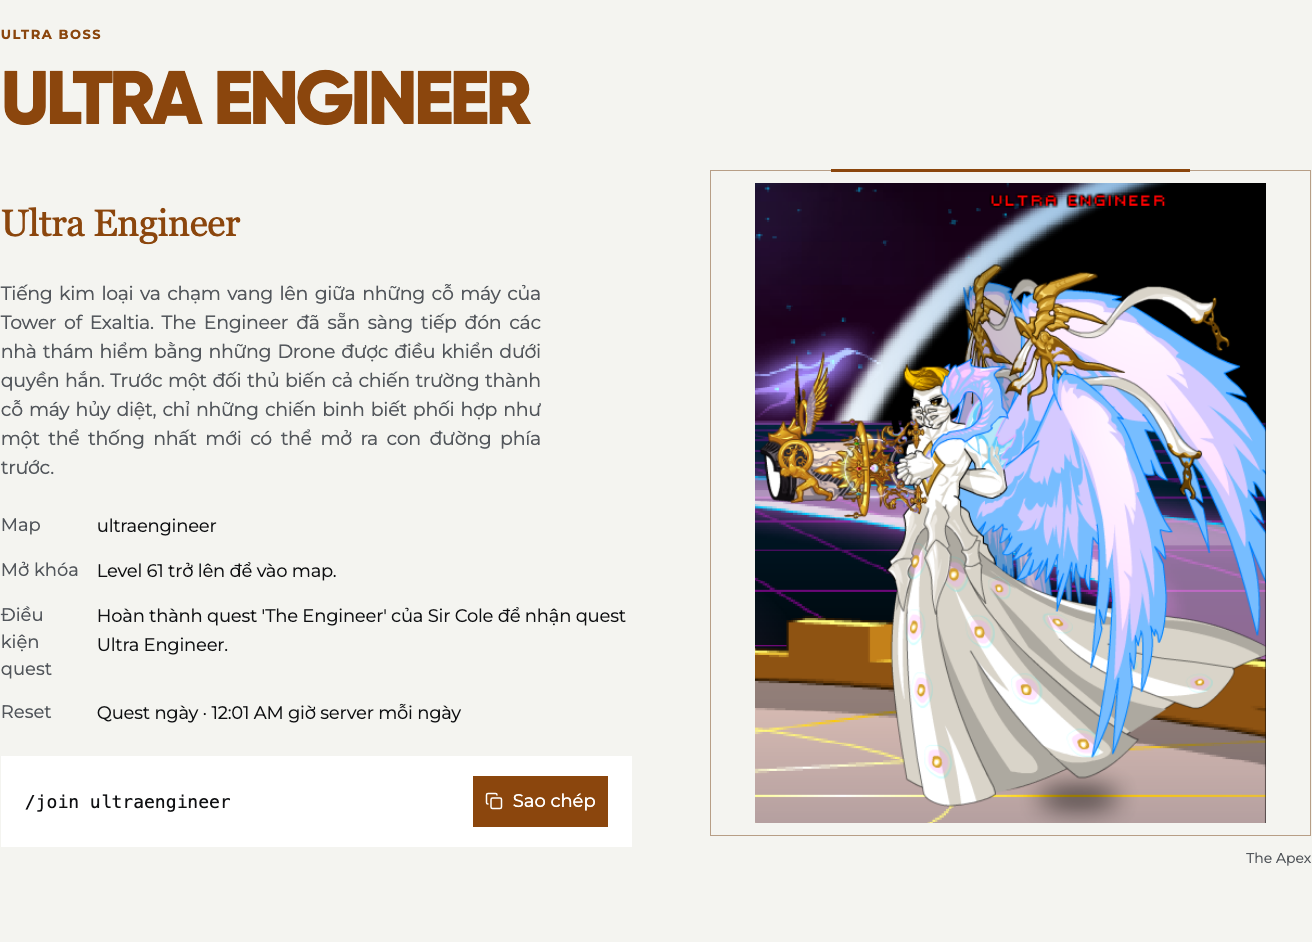 ULTRA BOSS
ULTRA ENGINEER
Ultra Engineer
Tiếng kim loại va chạm vang lên giữa những cỗ máy của
Tower of Exaltia. The Engineer đã sẵn sàng tiếp đón các
nhà thám hiểm bằng những Drone được điều khiển dưới
quyền hắn. Trước một đối thủ biến cả chiến trường thành
cỗ máy hủy diệt, chỉ những chiến binh biết phối hợp như
một thể thống nhất mới có thể mở ra con đường phía
trước.
Map ultraengineer
Mở khóa Level 61 trở lên để vào map.
Điều kiện quest
Hoàn thành quest 'The Engineer' của Sir Cole để nhận quest
Ultra Engineer.
Reset Quest ngày · 12:01 AM giờ server mỗi ngày
/join ultraengineer Sao chép
ULTRA ENGINEER
The Apex